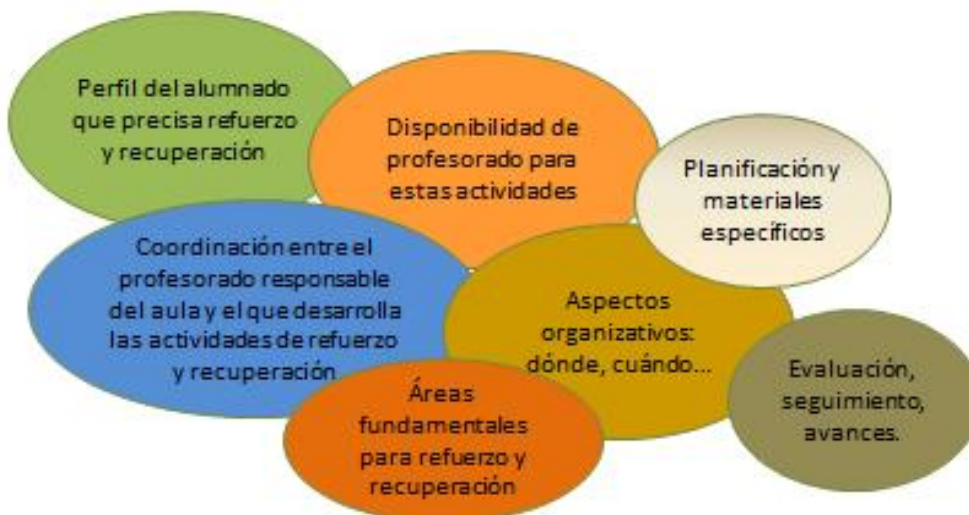 Perfil del alumnado
que precisa refuerzo
y recuperación
Disponibilidad de
profesorado para
estas actividades
Planificación y
materiales
específicos
Coordinación entre el
profesorado responsable
del aula y el que desarrolla
las actividades de refuerzo
y recuperación
Aspectos
organizativos:
dónde, cuándo...
Evaluación,
seguimiento,
avances.
Áreas
fundamentales
para refuerzo y
recuperación